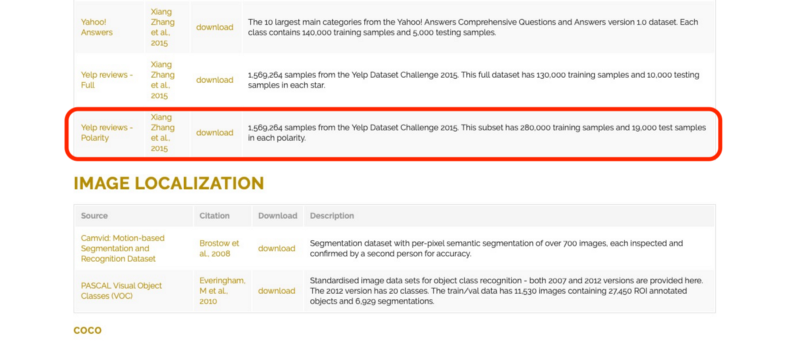 Yahoo! Answers
Xiang Zhang et al., 2015
download
The 10 largest main categories from the Yahoo! Answers Comprehensive Questions and Answers version 1.0 dataset. Each
class contains 140,000 training samples and 5,000 testing samples.
Yelp reviews -
Full
Xiang
Zhang
et al.,
2015
download
1,569,264 samples from the Yelp Dataset Challenge 2015. This full dataset has 130,000 training samples and 10,000 testing
samples in each star.
Yelp reviews -
Polarity
Xiang
Zhang
et al.,
2015
download
1,569,264 samples from the Yelp Dataset Challenge 2015. This subset has 280,000 training samples and 19,000 test samples
in each polarity.
IMAGE LOCALIZATION
Source Citation Download Description
Camvid: Motion-based
Segmentation and
Recognition Dataset
Brostow et
al., 2008
download
Segmentation dataset with per-pixel semantic segmentation of over 700 images, each inspected and
confirmed by a second person for accuracy.
PASCAL Visual Object
Classes (VOC)
Everingham,
M et al.,
2010
download
Standardised image data sets for object class recognition - both 2007 and 2012 versions are provided here.
The 2012 version has 20 classes. The train/val data has 11,530 images containing 27,450 ROI annotated
objects and 6,929 segmentations.
COCO